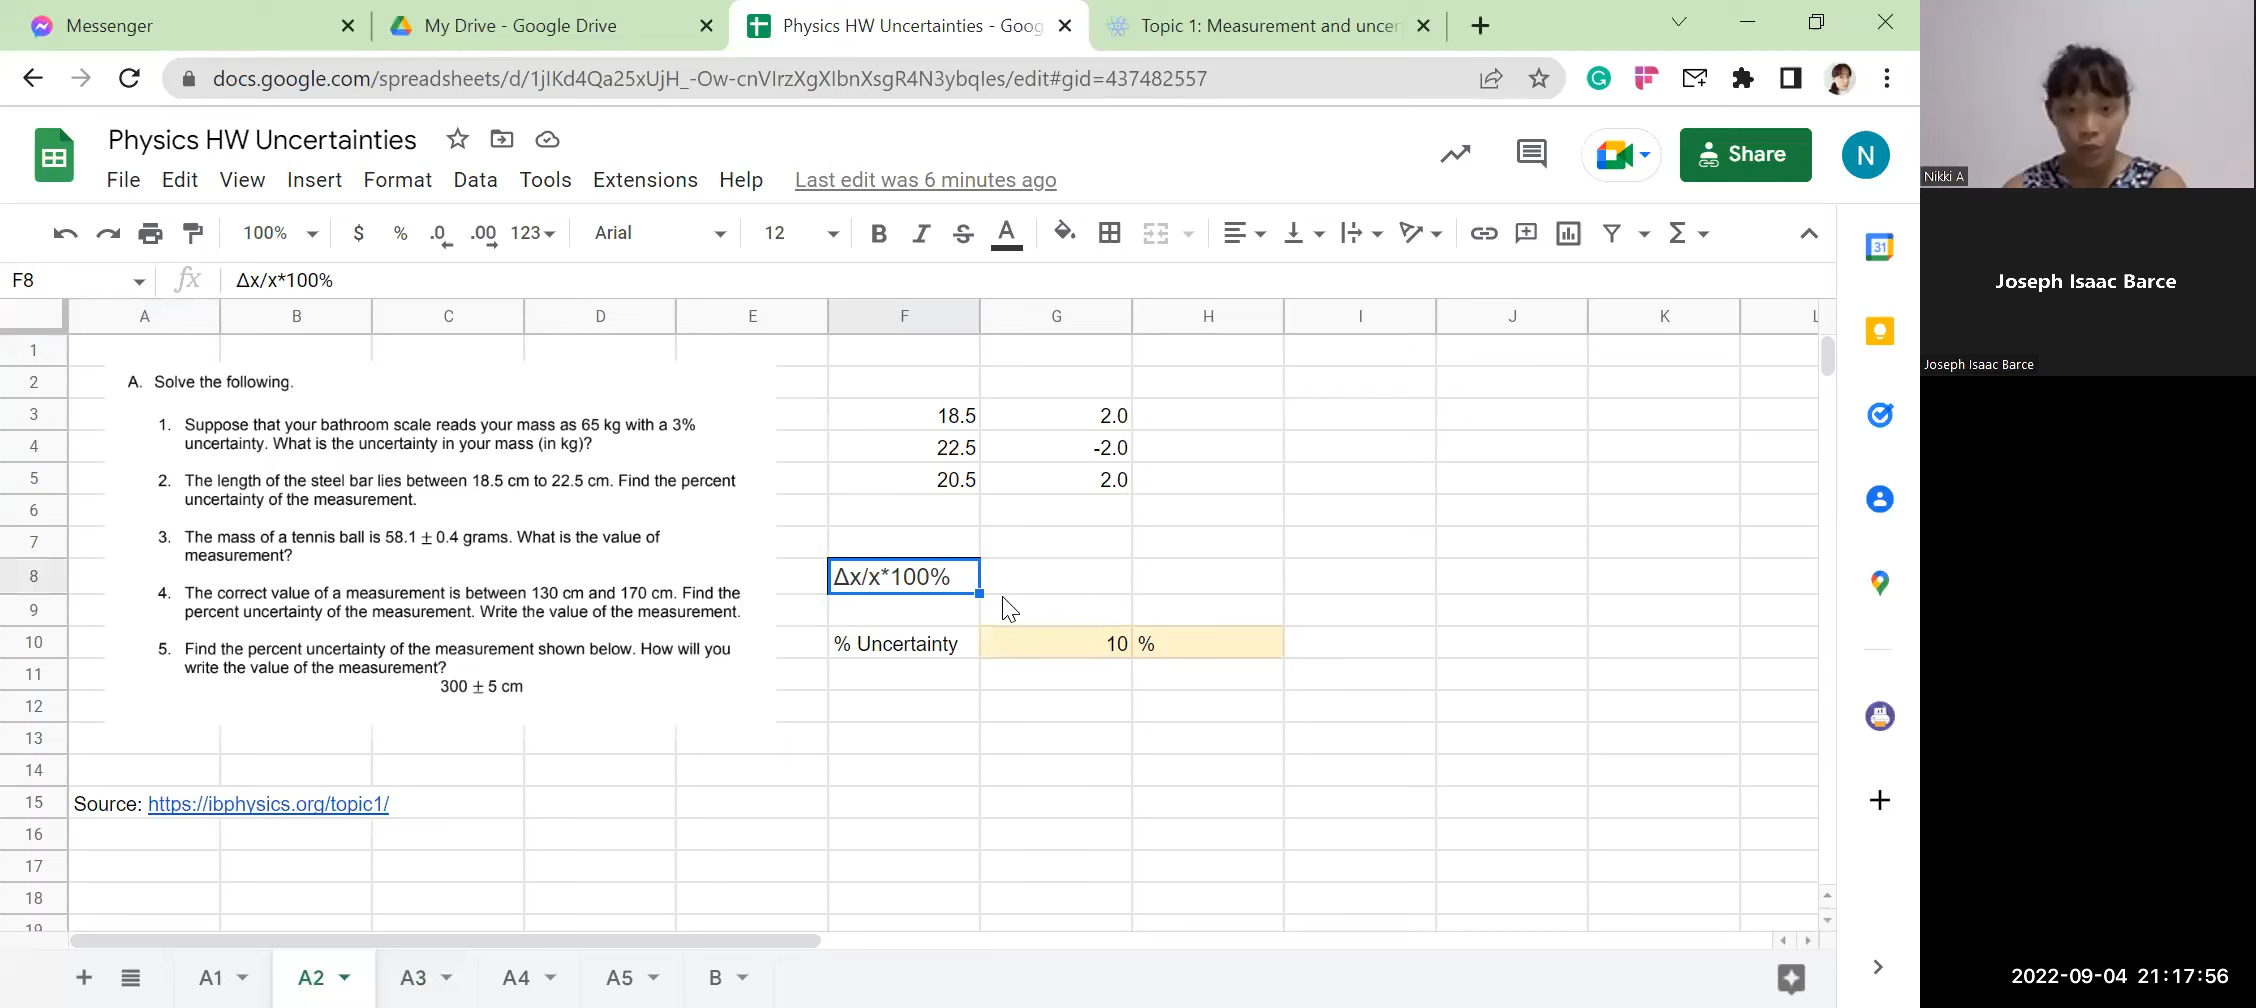 Messenger
My Drive - Google Drive
Physics HW Uncertainties - Goog
Topic 1: Measurement and uncer
docs.google.com/spreadsheets/d/1jIKd4Qa25xUjH_-Ow-cnVIrzXgXIbnXsgR4N3ybqIes/edit#gid=437482557
Physics HW Uncertainties
Share
N
File Edit View Insert Format Data Tools Extensions Help Last edit was 6 minutes ago
100% $ % .0 .00 123 Arial 12 B I S A
F8 fx Δx/x*100%
A B C D E F G H I J K L
1
2
3
4
5
6
7
8
9
10
11
12
13
14
15
16
17
18
19
A. Solve the following.
1. Suppose that your bathroom scale reads your mass as 65 kg with a 3%
uncertainty. What is the uncertainty in your mass (in kg)?
2. The length of the steel bar lies between 18.5 cm to 22.5 cm. Find the percent
uncertainty of the measurement.
3. The mass of a tennis ball is 58.1 ± 0.4 grams. What is the value of
measurement?
4. The correct value of a measurement is between 130 cm and 170 cm. Find the
percent uncertainty of the measurement. Write the value of the measurement.
5. Find the percent uncertainty of the measurement shown below. How will you
write the value of the measurement?
300 ± 5 cm
18.5 2.0
22.5 -2.0
20.5 2.0
Δx/x*100%
% Uncertainty 10 %
Source: https://ibphysics.org/topic1/
A1 A2 A3 A4 A5 B
31
Nikki A
Joseph Isaac Barce
Joseph Isaac Barce
2022-09-04 21:17:56